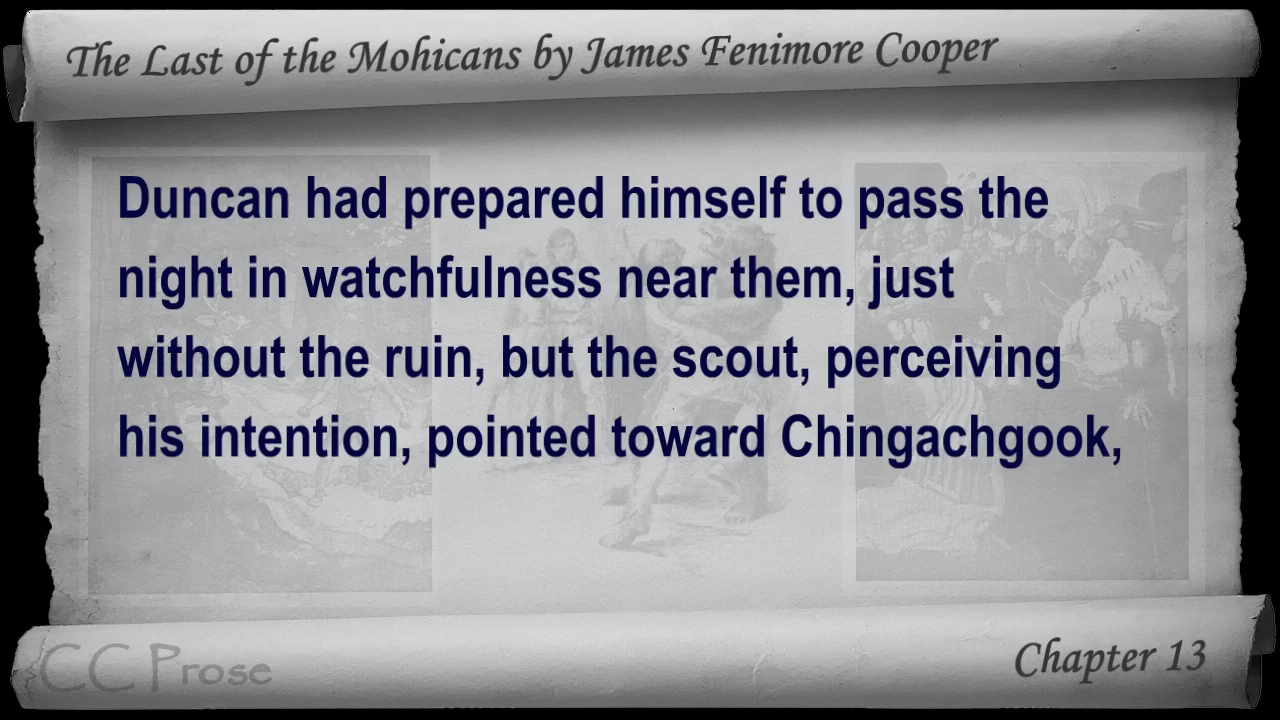 The Last of the Mohicans by James Fenimore Cooper
Duncan had prepared himself to pass the
night in watchfulness near them, just
without the ruin, but the scout, perceiving
his intention, pointed toward Chingachgook,
CC Prose
Chapter 13